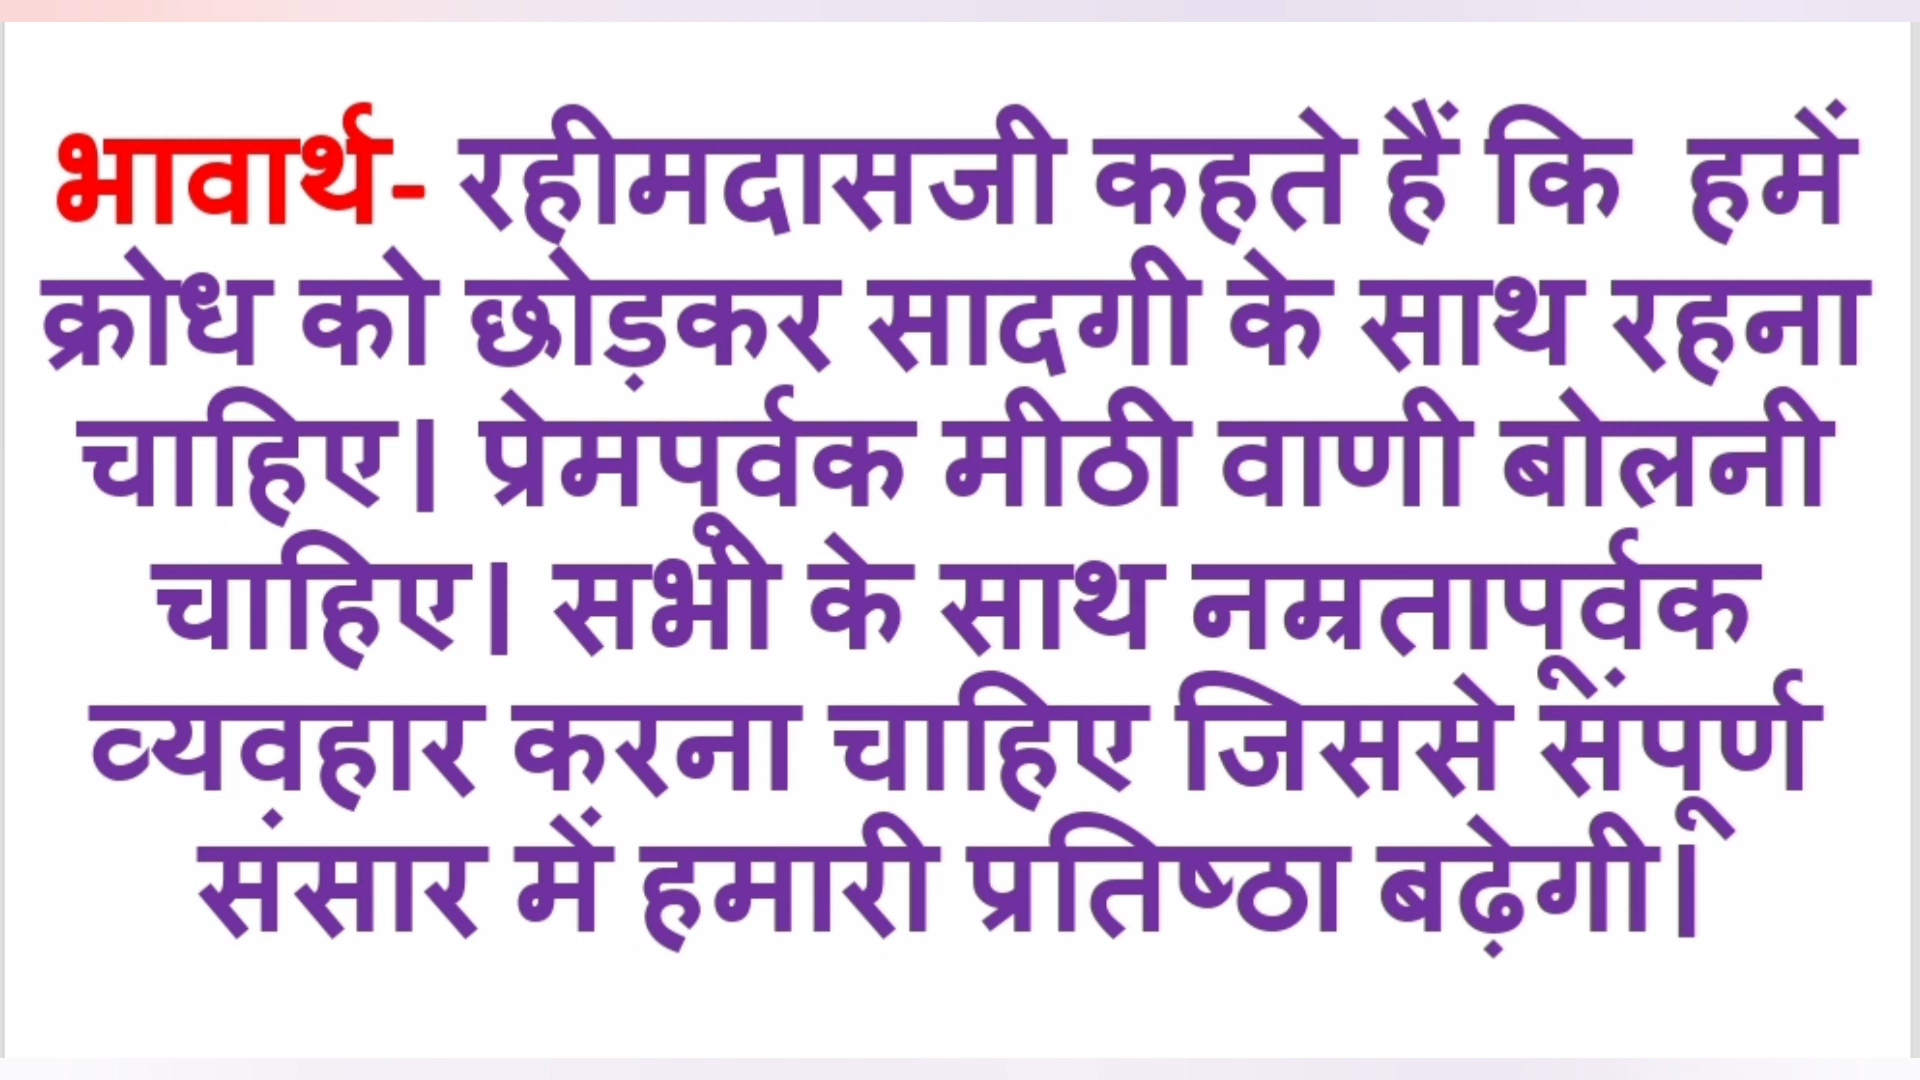 भावार्थ- रहीमदासजी कहते हैं कि हमें
क्रोध को छोड़कर सादगी के साथ रहना
चाहिए। प्रेमपूर्वक मीठी वाणी बोलनी
चाहिए। सभी के साथ नम्रतापूर्वक
व्यवहार करना चाहिए जिससे संपूर्ण
संसार में हमारी प्रतिष्ठा बढ़ेगी।